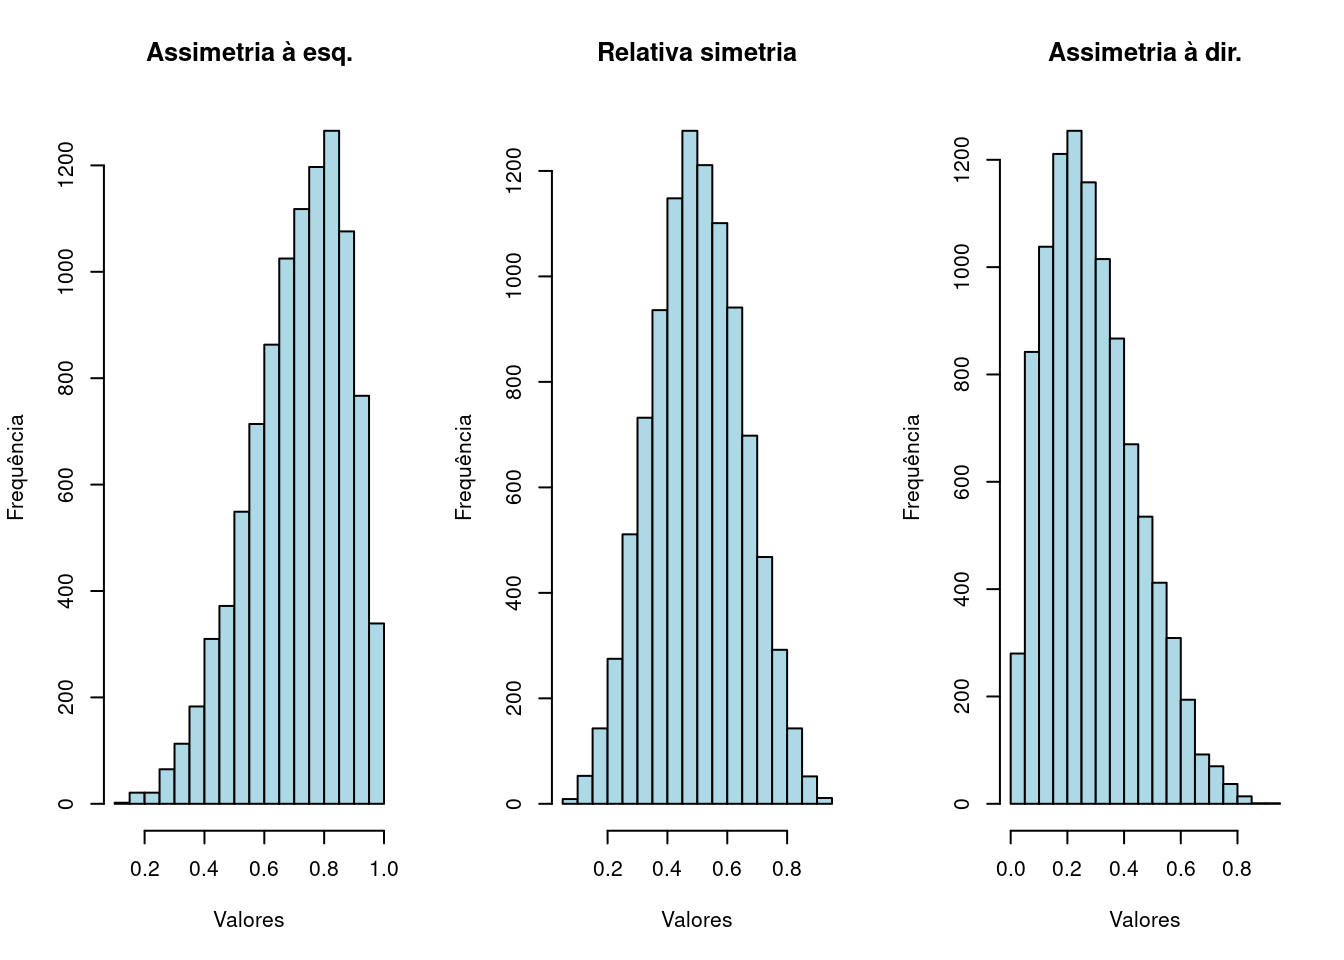 Assimetria à esq.
Frequência
1200
1000
800
600
400
200
0
0.2 0.4 0.6 0.8 1.0
Valores
Relativa simetria
Frequência
1200
1000
800
600
400
200
0
0.2 0.4 0.6 0.8
Valores
Assimetria à dir.
Frequência
1200
1000
800
600
400
200
0
0.0 0.2 0.4 0.6 0.8
Valores